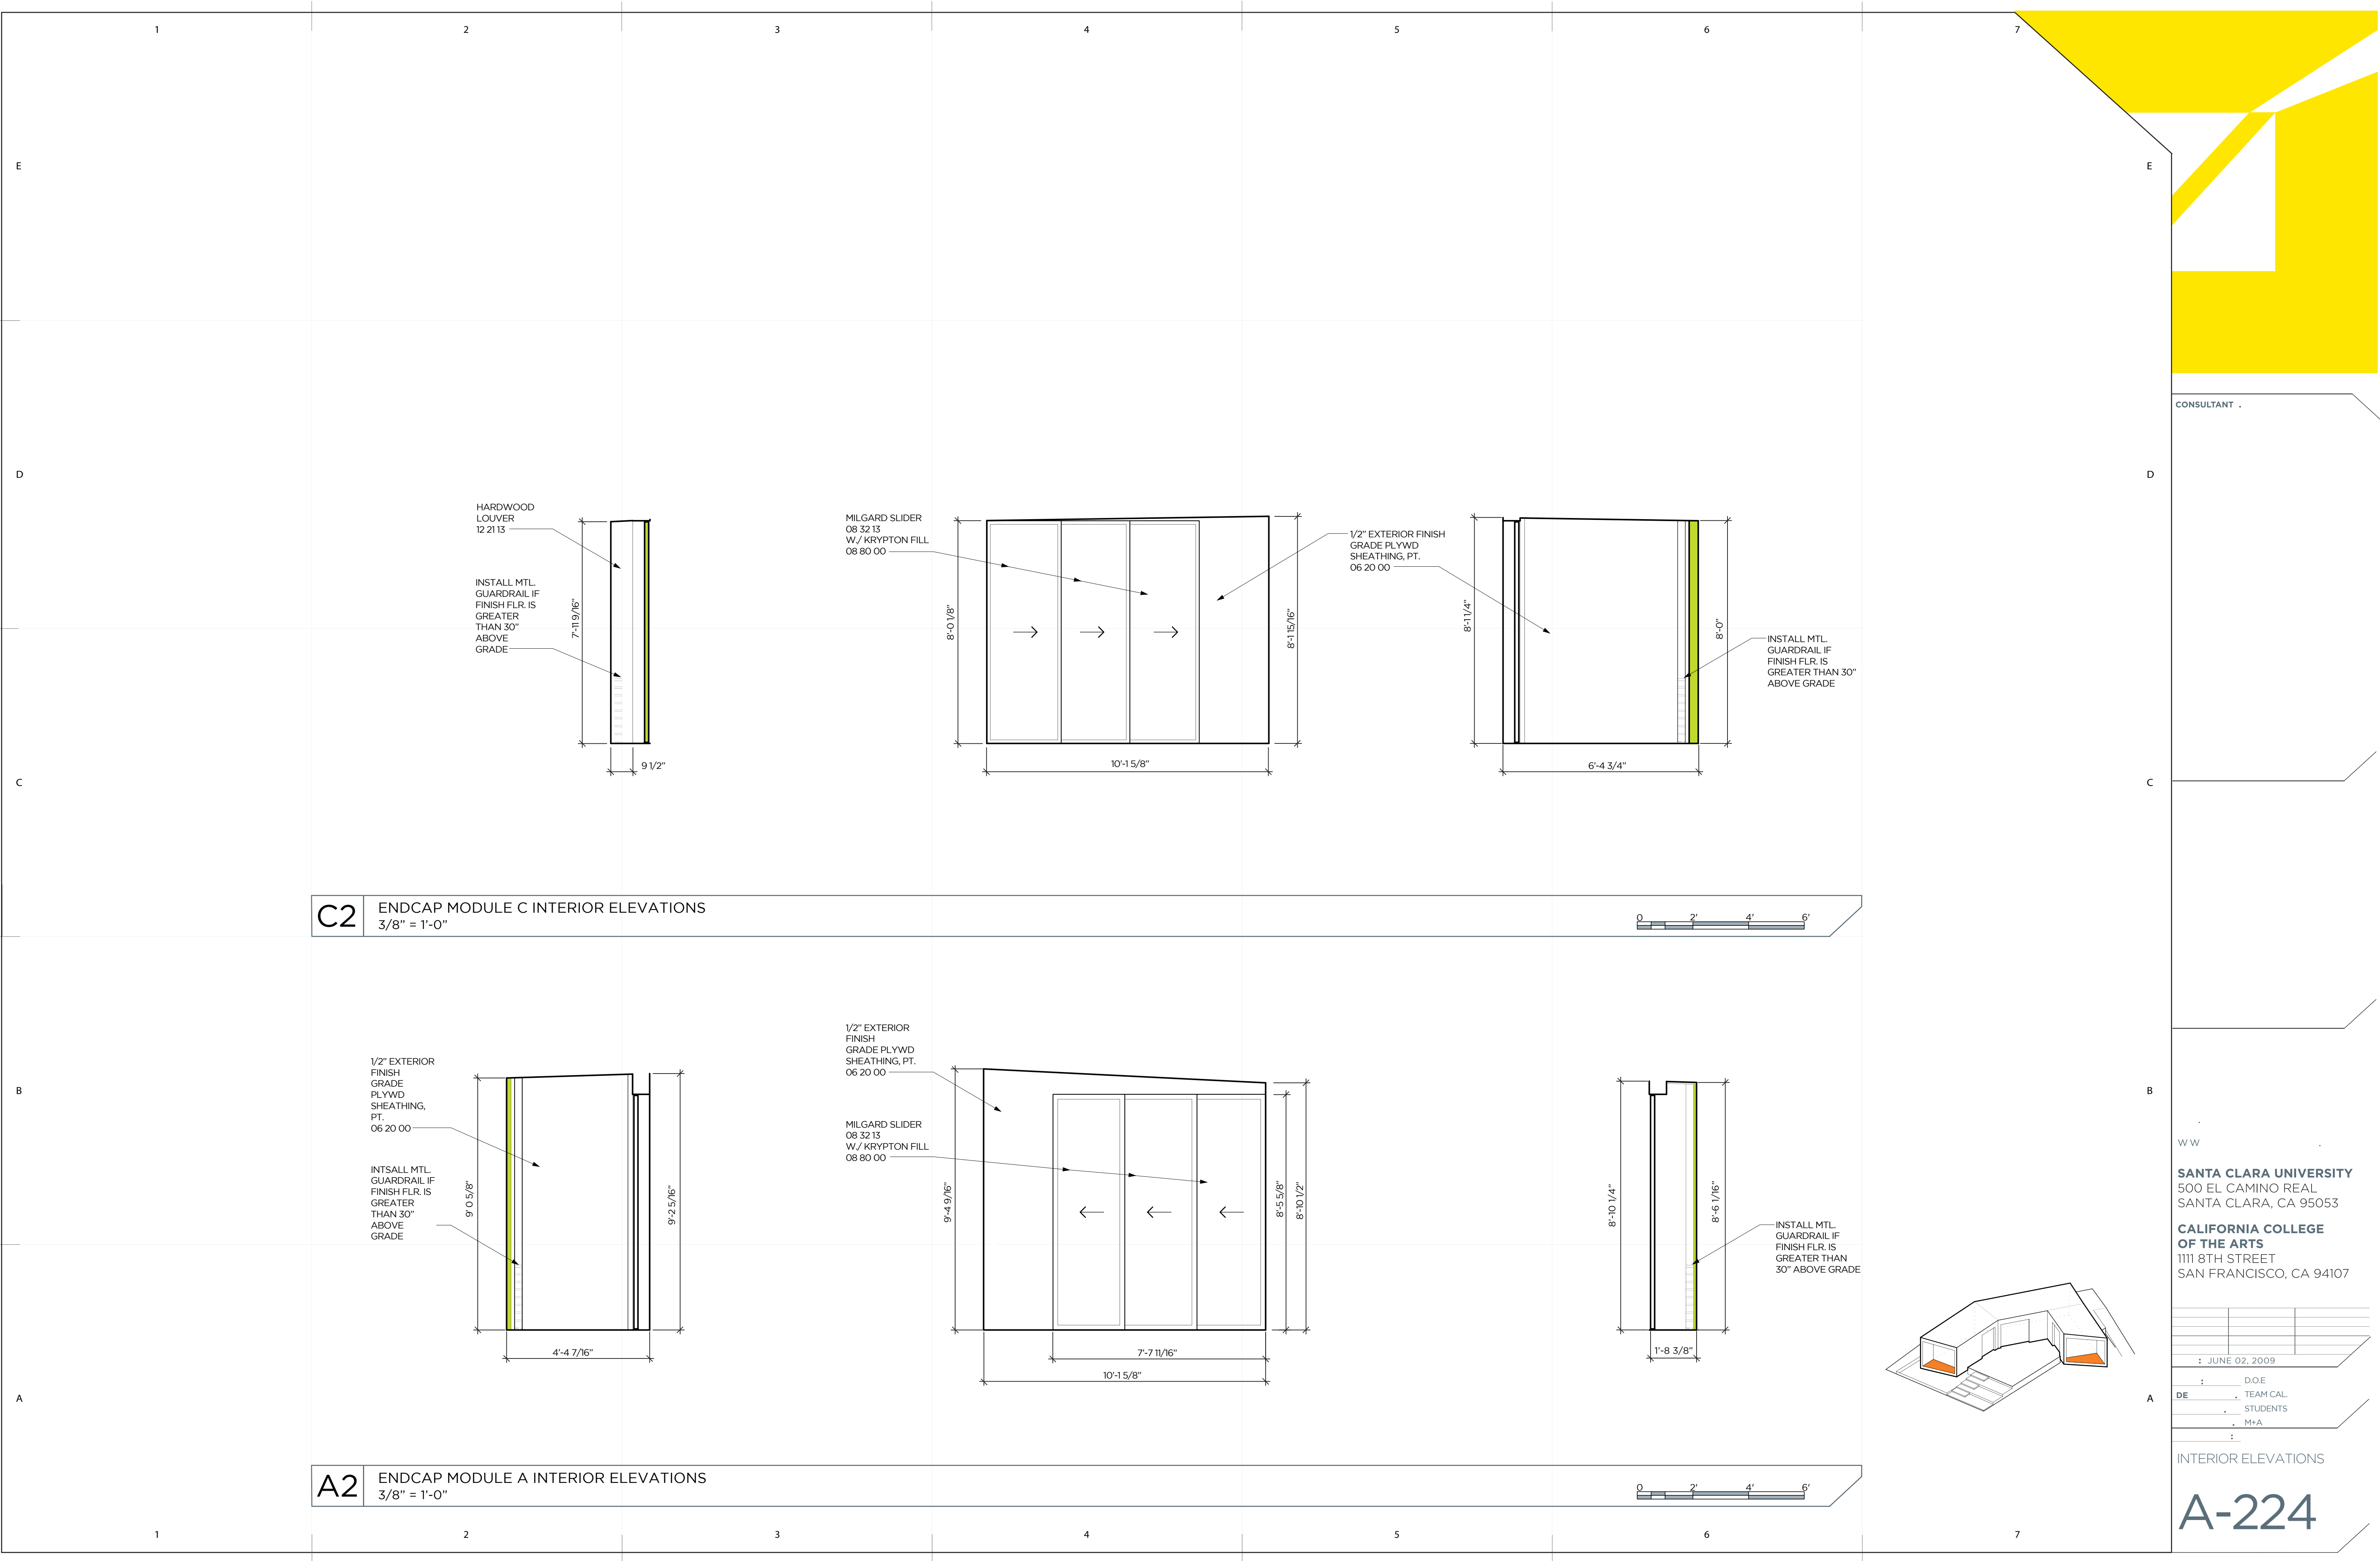 1 2 3 4 5 6 7
E E
D D
C C
B B
A A
HARDWOOD
LOUVER
12 21 13
INSTALL MTL.
GUARDRAIL IF
FINISH FLR. IS
GREATER
THAN 30"
ABOVE
GRADE
7'-11 9/16"
9 1/2"
MILGARD SLIDER
08 32 13
W./ KRYPTON FILL
08 80 00
8'-0 1/8"
10'-1 5/8"
8'-1 15/16"
1/2" EXTERIOR FINISH
GRADE PLYWD
SHEATHING, PT.
06 20 00
8'-1 1/4"
6'-4 3/4"
8'-0"
INSTALL MTL.
GUARDRAIL IF
FINISH FLR. IS
GREATER THAN 30"
ABOVE GRADE
C2
ENDCAP MODULE C INTERIOR ELEVATIONS
3/8" = 1'-0"
0 2' 4' 6'
1/2" EXTERIOR
FINISH
GRADE
PLYWD
SHEATHING,
PT.
06 20 00
INTSALL MTL.
GUARDRAIL IF
FINISH FLR. IS
GREATER
THAN 30"
ABOVE
GRADE
9' 0 5/8"
4'-4 7/16"
9'-2 5/16"
1/2" EXTERIOR
FINISH
GRADE PLYWD
SHEATHING, PT.
06 20 00
MILGARD SLIDER
08 32 13
W./ KRYPTON FILL
08 80 00
9'-4 9/16"
7'-7 11/16"
10'-1 5/8"
8'-5 5/8"
8'-10 1/2"
8'-10 1/4"
1'-8 3/8"
8'-6 1/16"
INSTALL MTL.
GUARDRAIL IF
FINISH FLR. IS
GREATER THAN
30" ABOVE GRADE
A2
ENDCAP MODULE A INTERIOR ELEVATIONS
3/8" = 1'-0"
0 2' 4' 6'
1 2 3 4 5 6 7
CONSULTANT .
.
W W .
SANTA CLARA UNIVERSITY
500 EL CAMINO REAL
SANTA CLARA, CA 95053
CALIFORNIA COLLEGE
OF THE ARTS
1111 8TH STREET
SAN FRANCISCO, CA 94107
: JUNE 02, 2009
: D.O.E
DE . TEAM CAL.
. STUDENTS
. M+A
:
INTERIOR ELEVATIONS
A-224